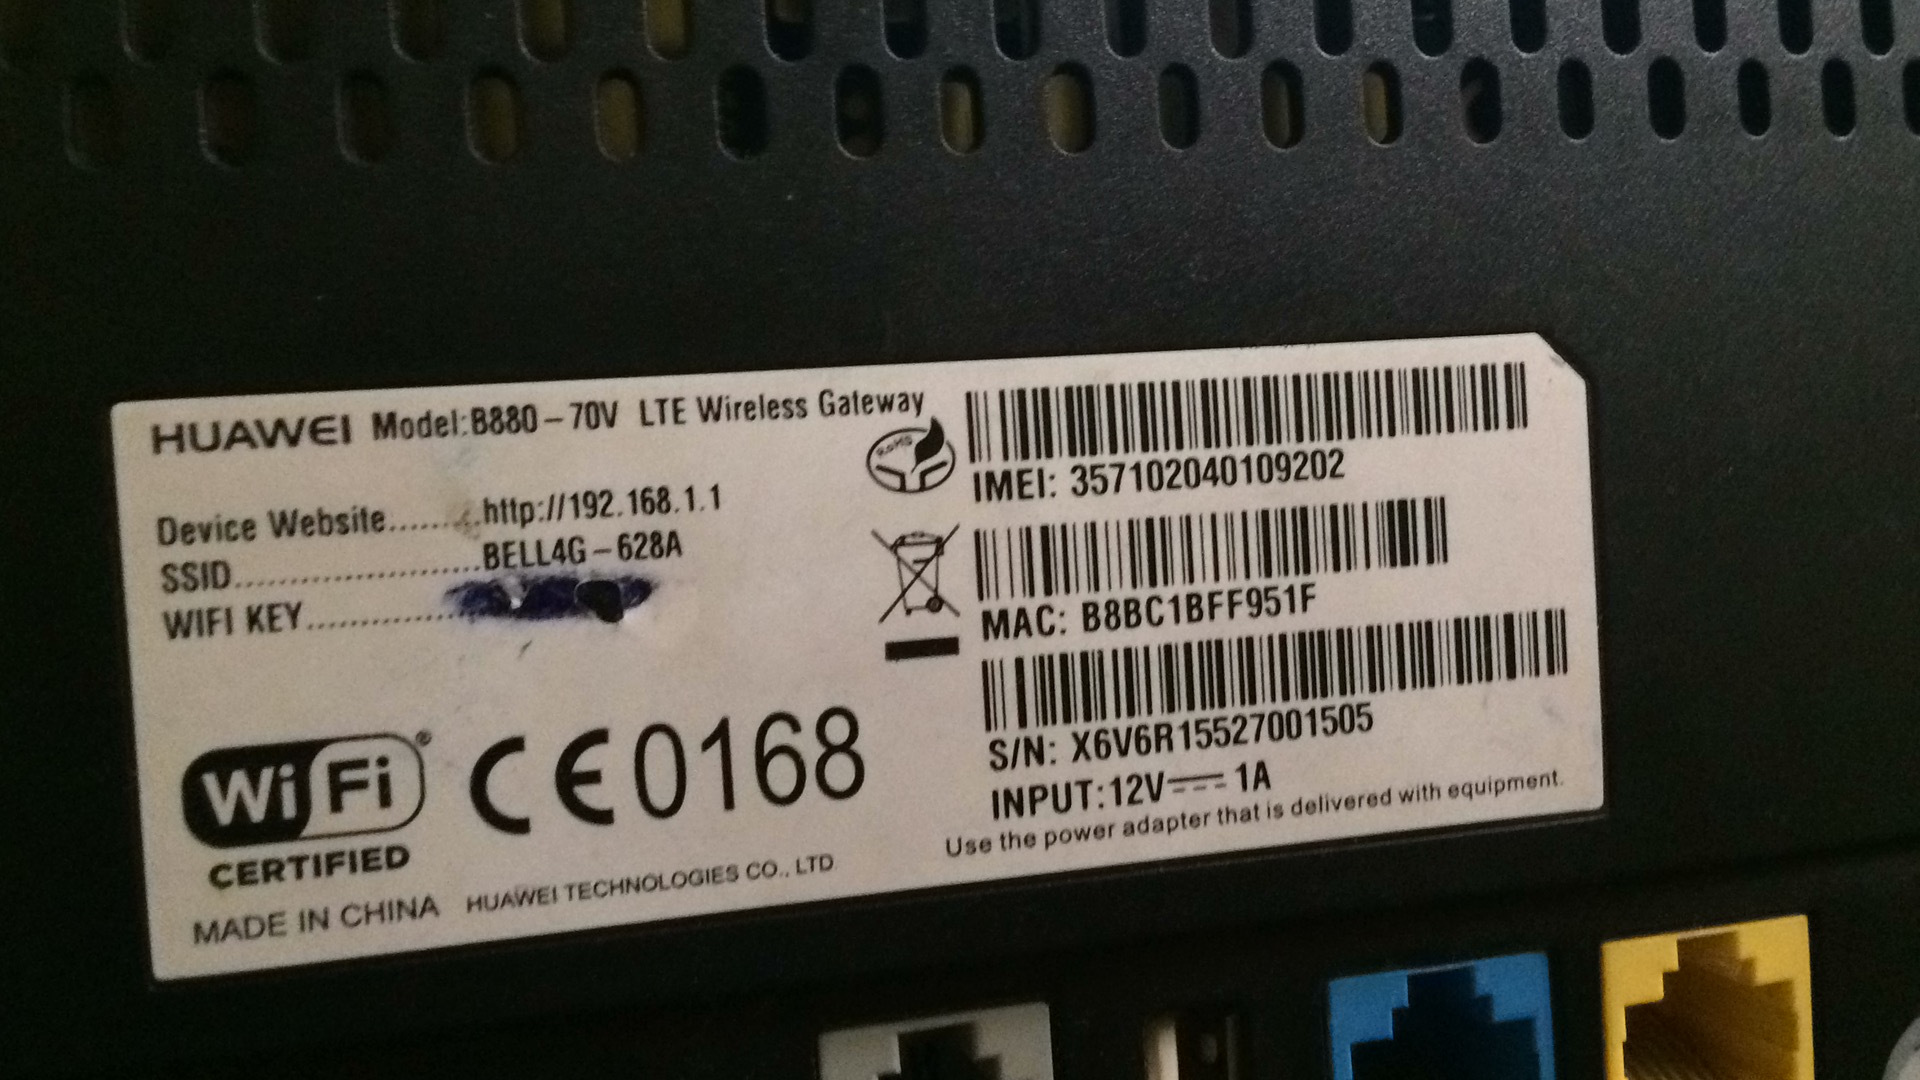 HUAWEI Model:B880-70V LTE Wireless Gateway
Device Website........http://192.168.1.1
SSID........................BELL4G-628A
WIFI KEY..............
RoHS
IMEI: 357102040109202
MAC: B8BC1BFF951F
S/N: X6V6R15527001505
INPUT:12V⎓1A
Use the power adapter that is delivered with equipment.
WiFi®
CERTIFIED
CE0168
MADE IN CHINA HUAWEI TECHNOLOGIES CO., LTD